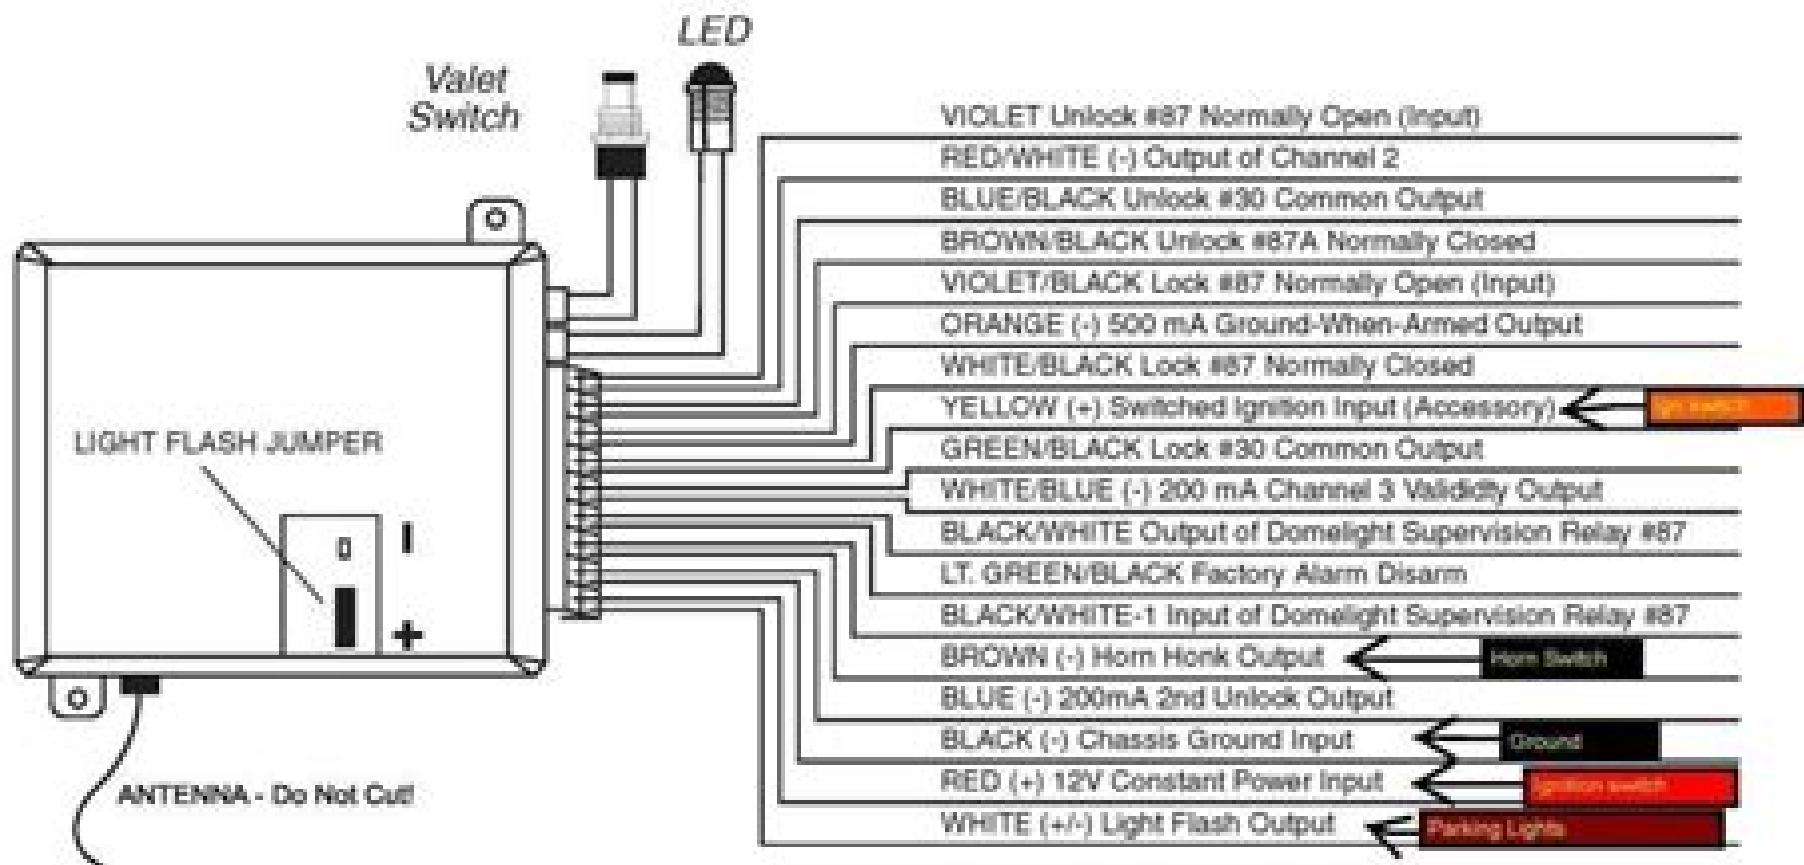 LED
Valet
Switch
VIOLET Unlock #87 Normally Open (Input)
RED/WHITE (-) Output of Channel 2
BLUE/BLACK Unlock #30 Common Output
BROWN/BLACK Unlock #87A Normally Closed
VIOLET/BLACK Lock #87 Normally Open (Input)
ORANGE (-) 500 mA Ground-When-Armed Output
WHITE/BLACK Lock #87 Normally Closed
YELLOW (+) Switched Ignition Input (Accessory)
Ign switch
GREEN/BLACK Lock #30 Common Output
WHITE/BLUE (-) 200 mA Channel 3 Valididty Output
BLACK/WHITE Output of Domelight Supervision Relay #87
LT. GREEN/BLACK Factory Alarm Disarm
BLACK/WHITE-1 Input of Domelight Supervision Relay #87
BROWN (-) Horn Honk Output
Horn Switch
BLUE (-) 200mA 2nd Unlock Output
BLACK (-) Chassis Ground Input
Ground
RED (+) 12V Constant Power Input
Ignition switch
WHITE (+/-) Light Flash Output
Parking Lights
LIGHT FLASH JUMPER
-
+
ANTENNA - Do Not Cut!